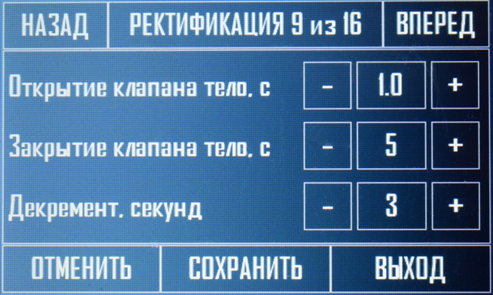 НАЗАД РЕКТИФИКАЦИЯ 9 из 16 ВПЕРЕД
Открытие клапана тело, с - 1.0 +
Закрытие клапана тело, с - 5 +
Декремент, секунд - 3 +
ОТМЕНИТЬ СОХРАНИТЬ ВЫХОД